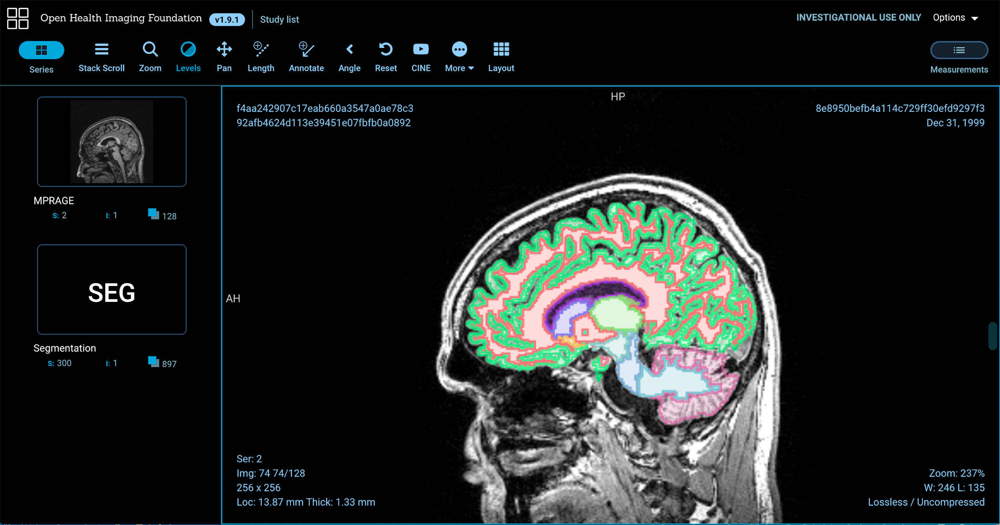 Open Health Imaging Foundation v1.9.1 Study list
INVESTIGATIONAL USE ONLY Options
Series Stack Scroll Zoom Levels Pan Length Annotate Angle Reset CINE More Layout Measurements
MPRAGE
S: 2 I: 1 128
SEG
Segmentation
S: 300 I: 1 897
HP
f4aa242907c17eab660a3547a0ae78c3
92afb4624d113e39451e07fbfb0a0892
8e8950befb4a114c729ff30efd9297f3
Dec 31, 1999
AH
Ser: 2
Img: 74 74/128
256 x 256
Loc: 13.87 mm Thick: 1.33 mm
Zoom: 237%
W: 246 L: 135
Lossless / Uncompressed